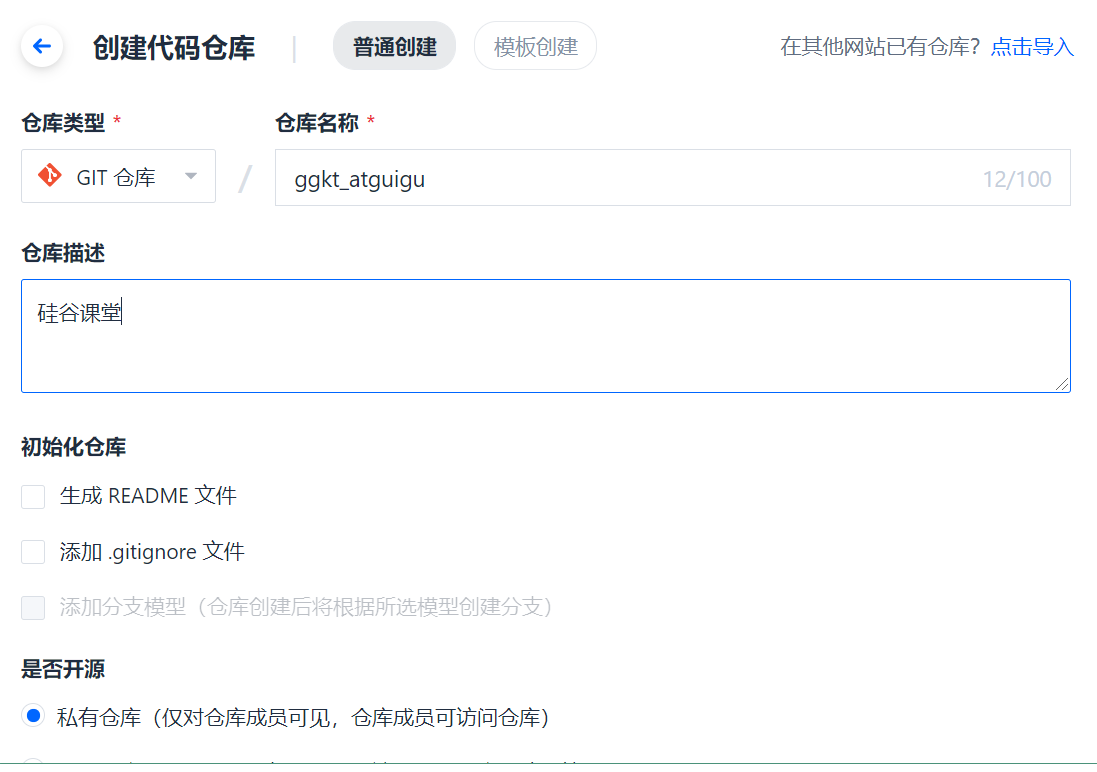 创建代码仓库 | 普通创建 模板创建 在其他网站已有仓库？点击导入
仓库类型 * 仓库名称 *
GIT 仓库 / ggkt_atguigu 12/100
仓库描述
硅谷课堂
初始化仓库
生成 README 文件
添加 .gitignore 文件
添加分支模型（仓库创建后将根据所选模型创建分支）
是否开源
私有仓库（仅对仓库成员可见，仓库成员可访问仓库）